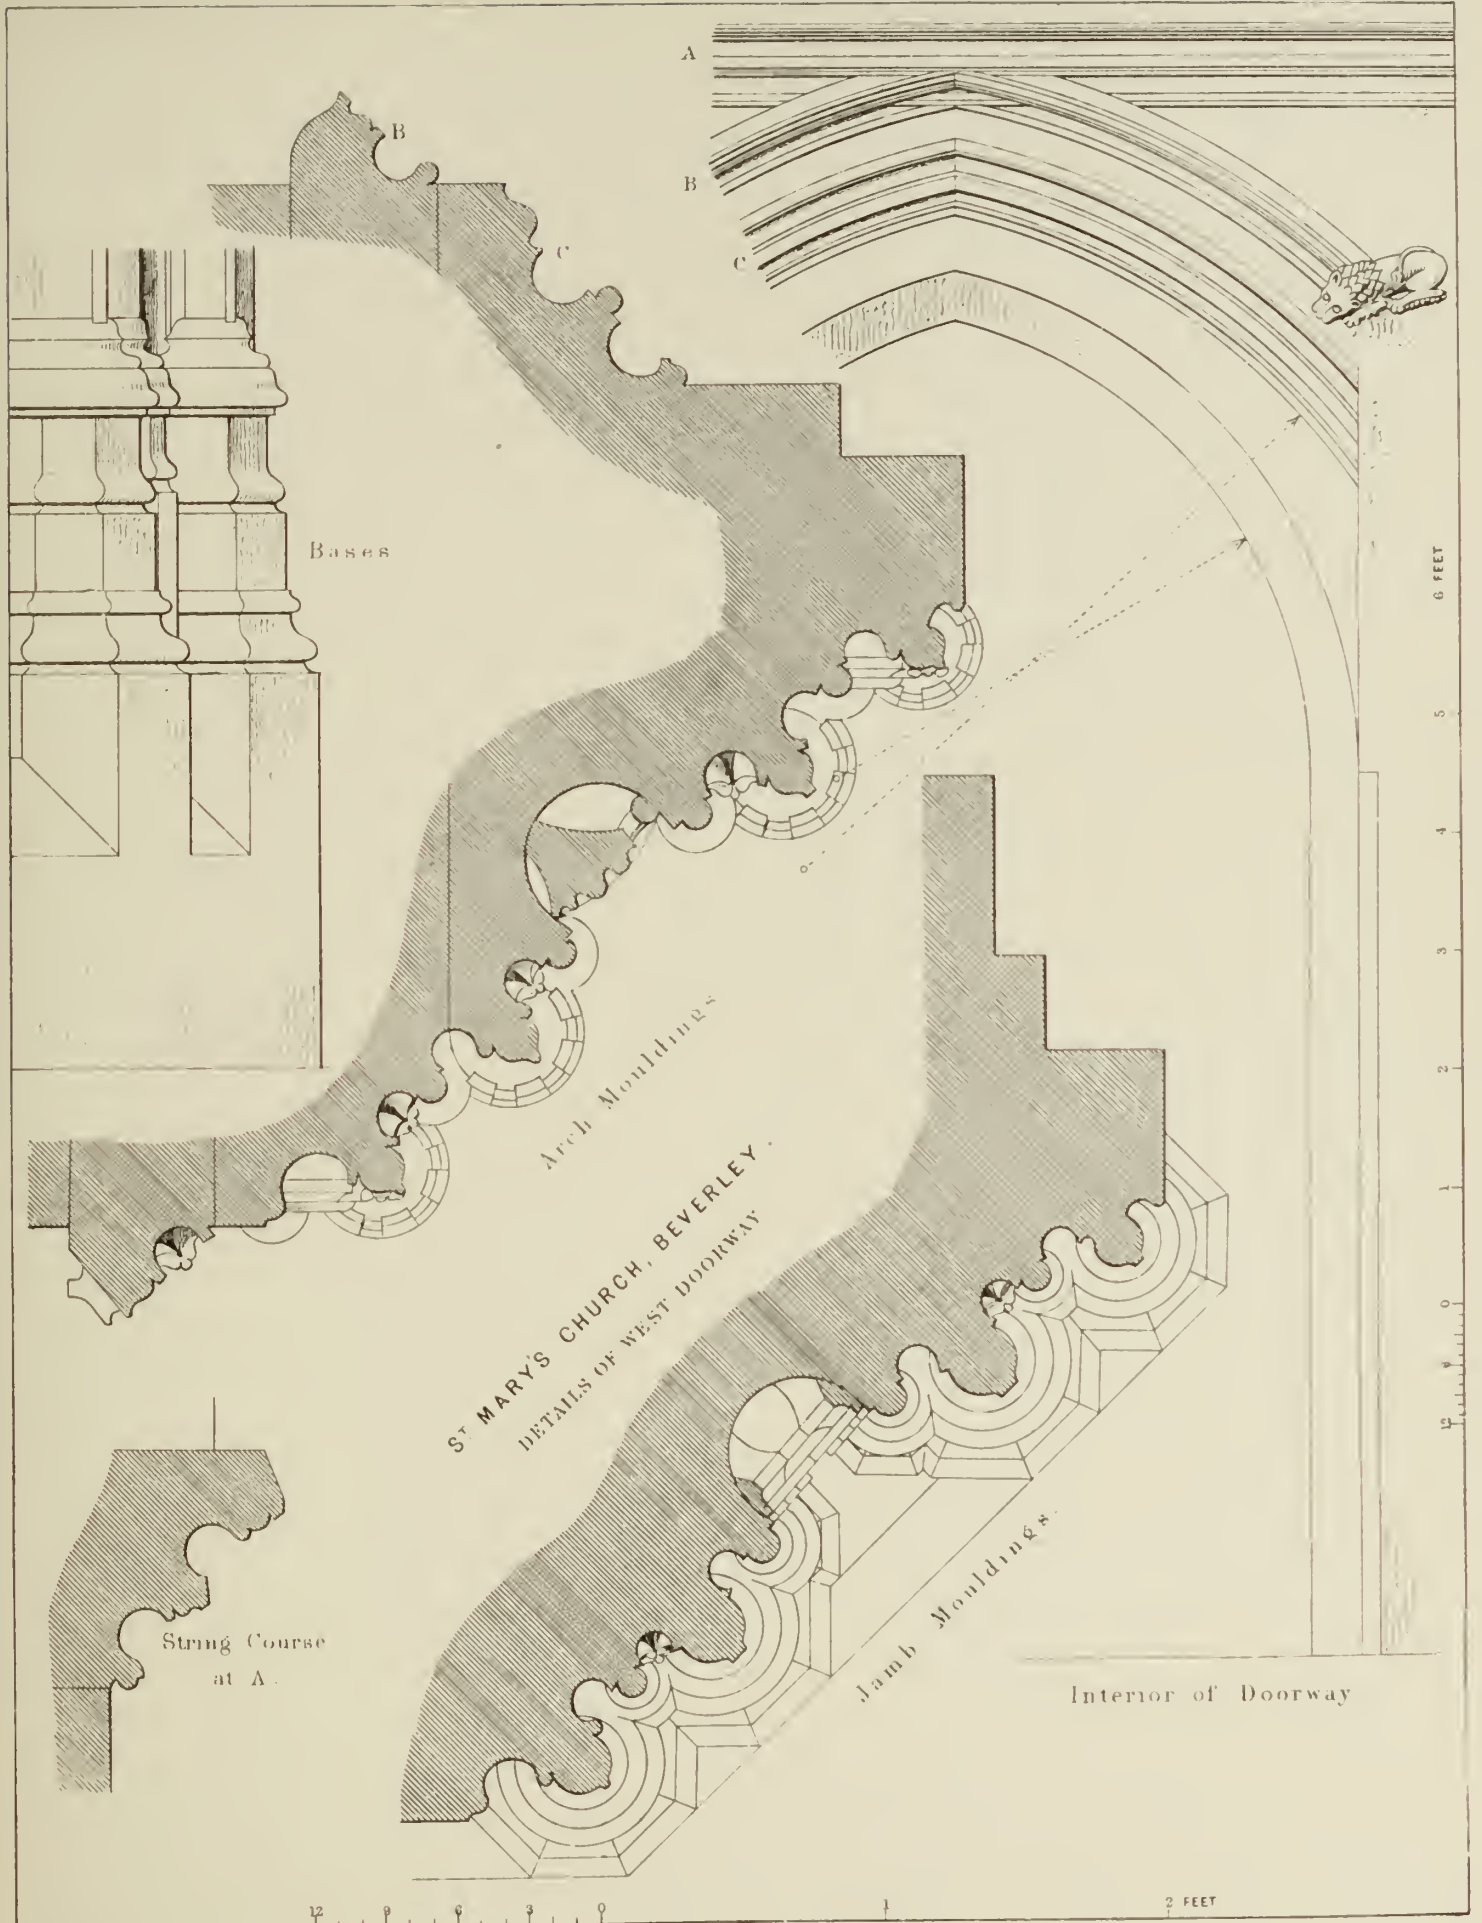 A
B
B
C
C
Bases
6 FEET
5
4
3
2
1
0
9
12
Arch Mouldings
ST MARY'S CHURCH, BEVERLEY.
DETAILS OF WEST DOORWAY
String Course
at A.
Jamb Mouldings.
Interior of Doorway
12 9 6 3 0 1 2 FEET